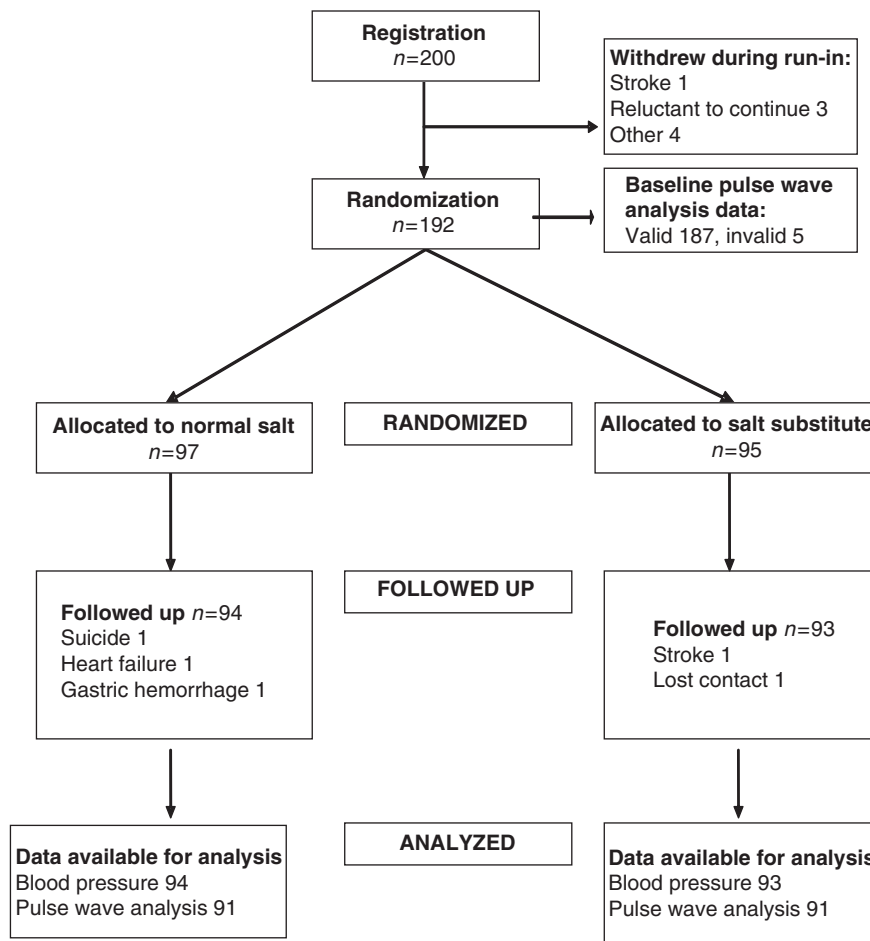 Registration
n=200
Withdrew during run-in:
Stroke 1
Reluctant to continue 3
Other 4
Randomization
n=192
Baseline pulse wave
analysis data:
Valid 187, invalid 5
Allocated to normal salt
n=97
RANDOMIZED
Allocated to salt substitute
n=95
FOLLOWED UP
Followed up n=94
Suicide 1
Heart failure 1
Gastric hemorrhage 1
Followed up n=93
Stroke 1
Lost contact 1
ANALYZED
Data available for analysis
Blood pressure 94
Pulse wave analysis 91
Data available for analysis
Blood pressure 93
Pulse wave analysis 91